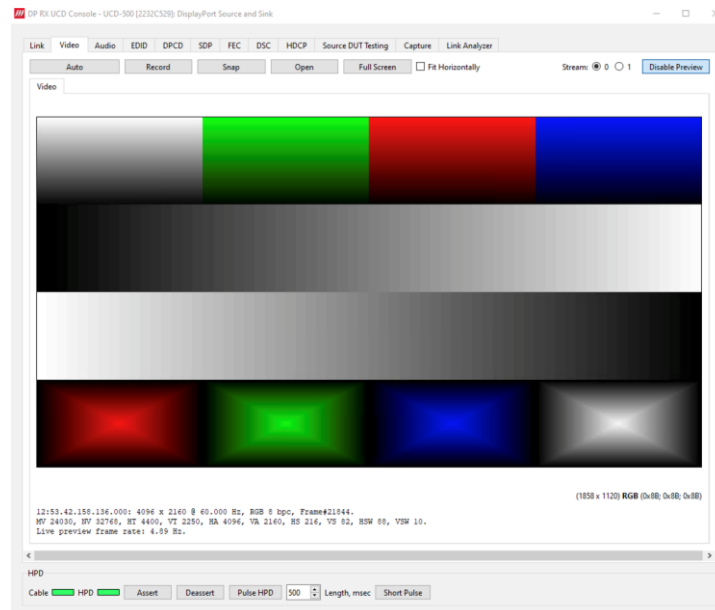 DP RX UCD Console - UCD-500 [2232C529]: DisplayPort Source and Sink
Link Video Audio EDID DPCD SDP FEC DSC HDCP Source DUT Testing Capture Link Analyzer
Auto Record Snap Open Full Screen Fit Horizontally Stream: 0 1 Disable Preview
Video
(1858 x 1120) RGB (0x8B; 0x8B; 0x8B)
12:53.42.158.136.000: 4096 x 2160 @ 60.000 Hz, RGB 8 bpc, Frame#21844.
MV 24030, NV 32768, HT 4400, VT 2250, HA 4096, VA 2160, HS 216, VS 82, HSW 88, VSW 10.
Live preview frame rate: 4.89 Hz.
HPD
Cable HPD Assert Deassert Pulse HPD 500 Length, msec Short Pulse